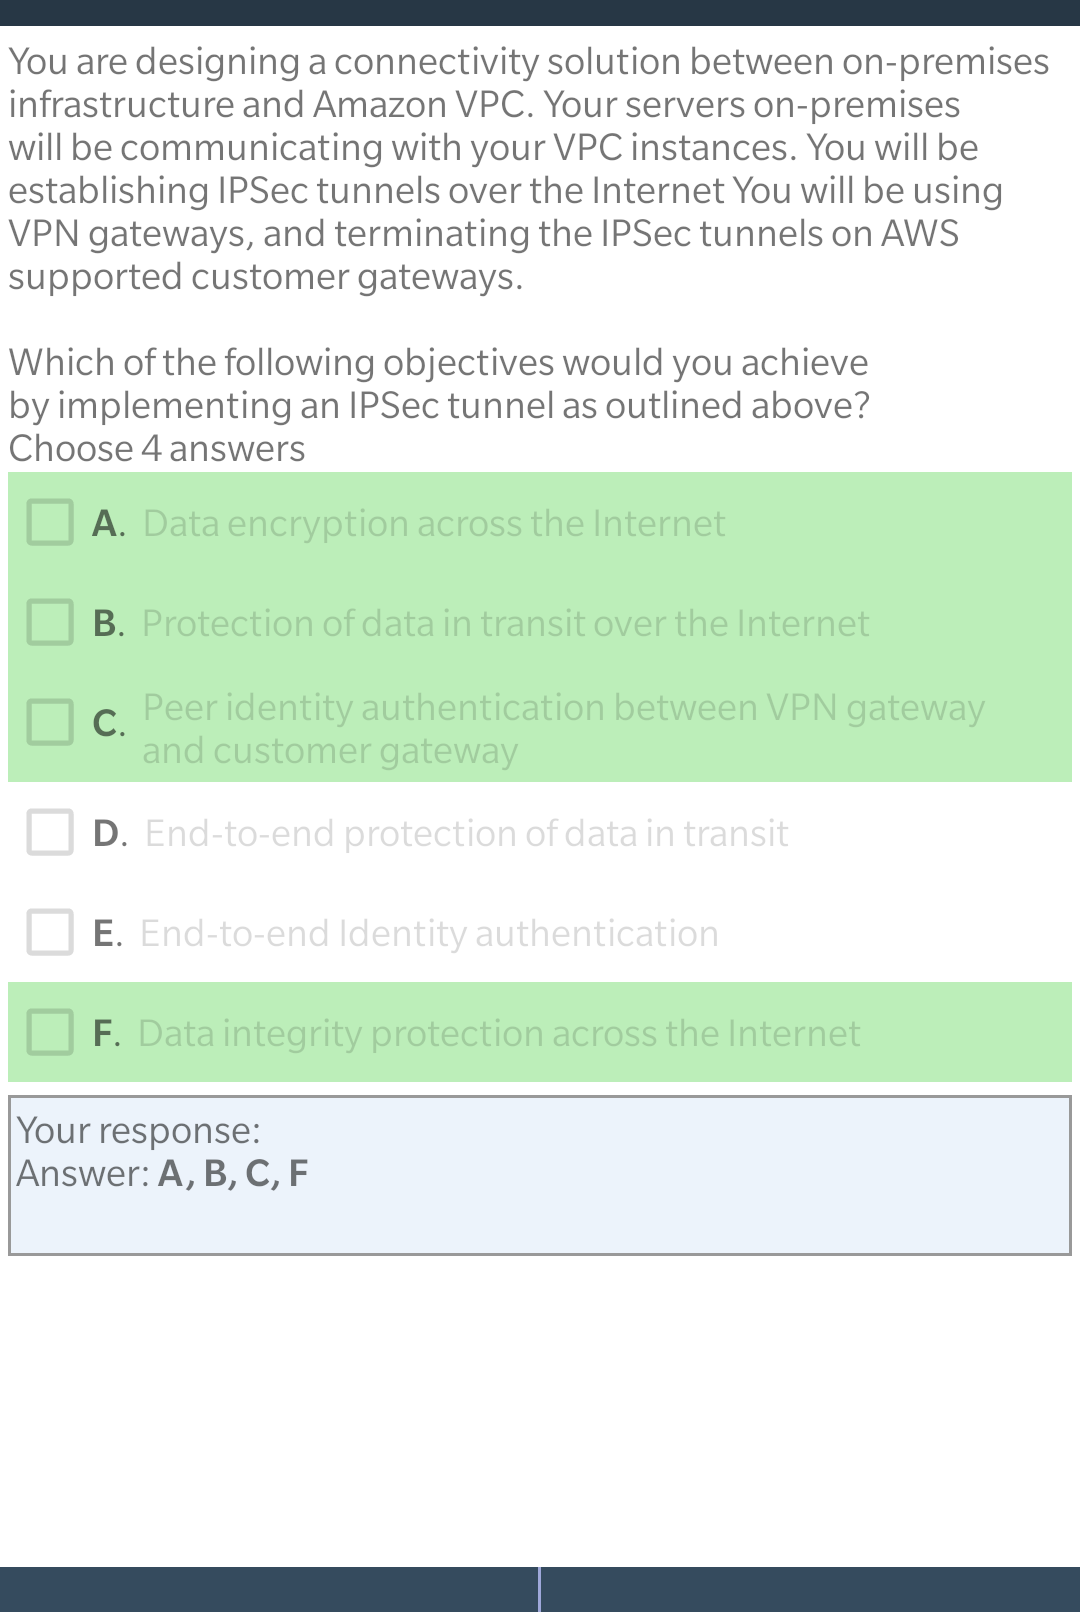 You are designing a connectivity solution between on-premises
infrastructure and Amazon VPC. Your servers on-premises
will be communicating with your VPC instances. You will be
establishing IPSec tunnels over the Internet You will be using
VPN gateways, and terminating the IPSec tunnels on AWS
supported customer gateways.
Which of the following objectives would you achieve
by implementing an IPSec tunnel as outlined above?
Choose 4 answers
A. Data encryption across the Internet
B. Protection of data in transit over the Internet
C. Peer identity authentication between VPN gateway
and customer gateway
D. End-to-end protection of data in transit
E. End-to-end Identity authentication
F. Data integrity protection across the Internet
Your response:
Answer: A, B, C, F